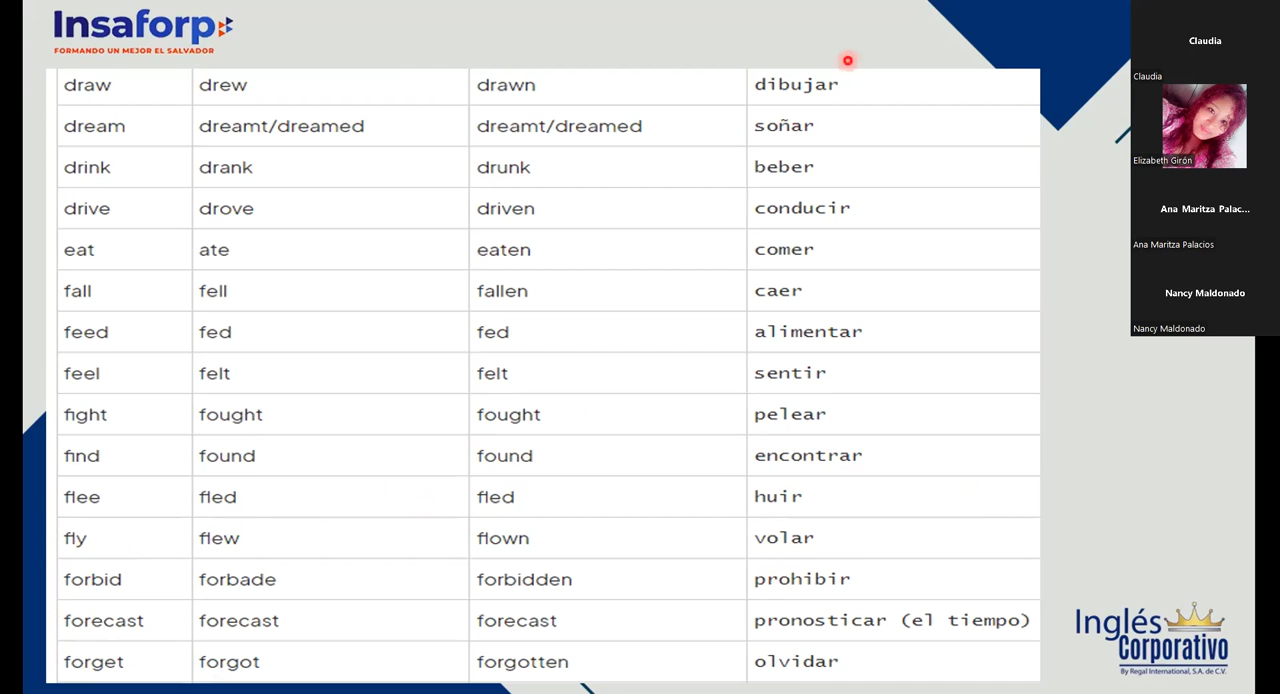 Insaforp
FORMANDO UN MEJOR EL SALVADOR
draw drew drawn dibujar
dream dreamt/dreamed dreamt/dreamed soñar
drink drank drunk beber
drive drove driven conducir
eat ate eaten comer
fall fell fallen caer
feed fed fed alimentar
feel felt felt sentir
fight fought fought pelear
find found found encontrar
flee fled fled huir
fly flew flown volar
forbid forbade forbidden prohibir
forecast forecast forecast pronosticar (el tiempo)
forget forgot forgotten olvidar
Claudia
Claudia
Elizabeth Girón
Ana Maritza Palac...
Ana Maritza Palacios
Nancy Maldonado
Nancy Maldonado
Inglés
Corporativo
By Regal International, S.A. de C.V.